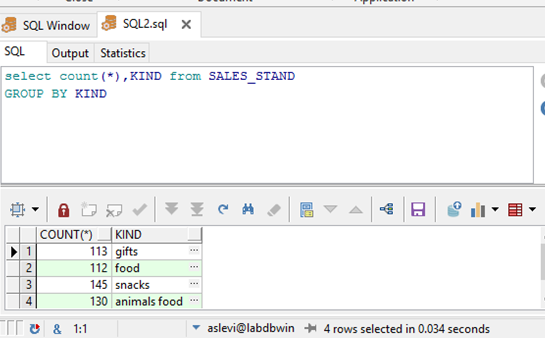 SQL Window SQL2.sql
SQL Output Statistics
select count(*),KIND from SALES_STAND
GROUP BY KIND
COUNT(*) KIND
1 113 gifts ...
2 112 food ...
3 145 snacks ...
4 130 animals food ...
& 1:1 aslevi@labdbwin 4 rows selected in 0.034 seconds